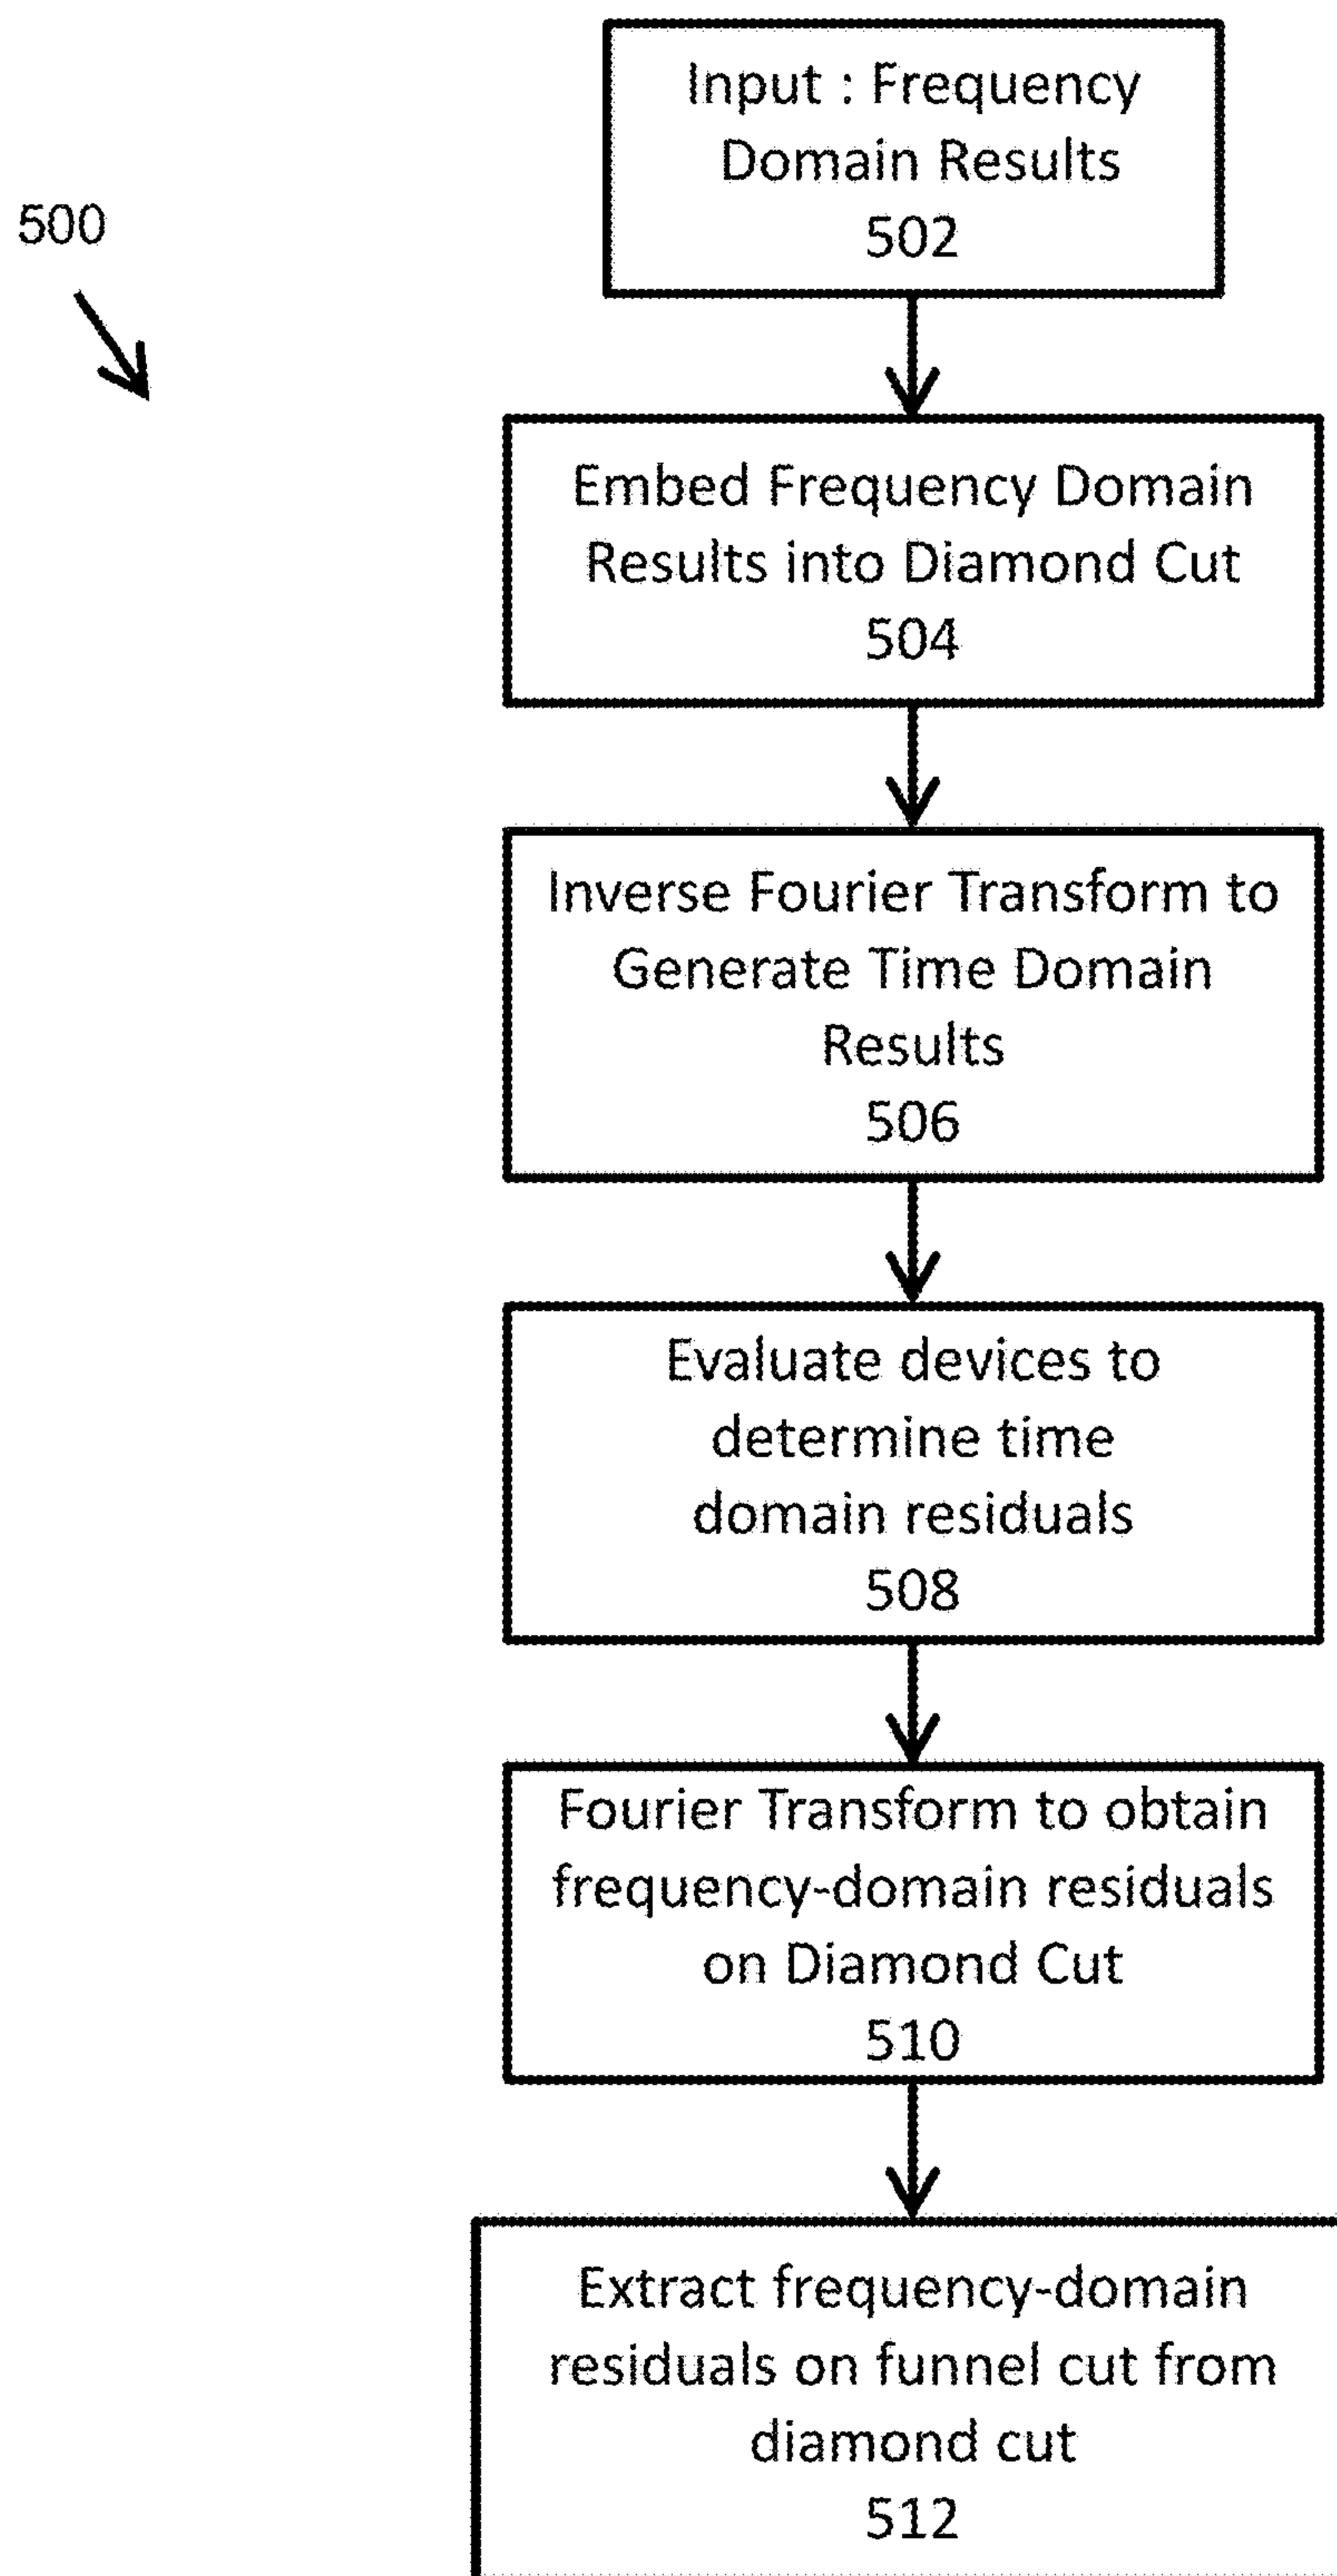 500
Input : Frequency
Domain Results
502
Embed Frequency Domain
Results into Diamond Cut
504
Inverse Fourier Transform to
Generate Time Domain
Results
506
Evaluate devices to
determine time
domain residuals
508
Fourier Transform to obtain
frequency-domain residuals
on Diamond Cut
510
Extract frequency-domain
residuals on funnel cut from
diamond cut
512